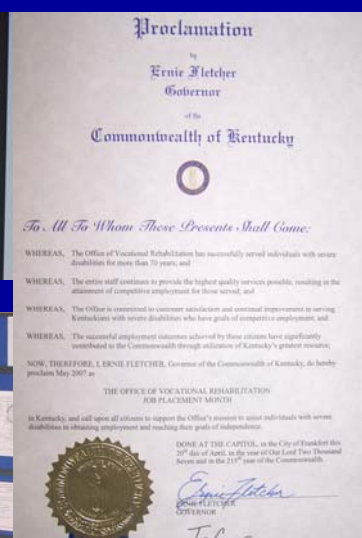 Proclamation
by
Ernie Fletcher
Governor
of the
Commonwealth of Kentucky
To All To Whom These Presents Shall Come:
WHEREAS, The Office of Vocational Rehabilitation has successfully served individuals with severe
disabilities for more than 70 years; and
WHEREAS, The entire staff continues to provide the highest quality services possible, resulting in the
attainment of competitive employment for those served; and
WHEREAS, The Office is committed to customer satisfaction and continual improvement in serving
Kentuckians with severe disabilities who have goals of competitive employment; and
WHEREAS, The successful employment outcomes achieved by these citizens have significantly
contributed to the Commonwealth through utilization of Kentucky's greatest resource;
NOW, THEREFORE, I, ERNIE FLETCHER, Governor of the Commonwealth of Kentucky, do hereby
proclaim May 2007 as
THE OFFICE OF VOCATIONAL REHABILITATION
JOB PLACEMENT MONTH
in Kentucky, and call upon all citizens to support the Office's mission to assist individuals with severe
disabilities in obtaining employment and reaching their goals of independence.
DONE AT THE CAPITOL, in the City of Frankfort this
20th day of April, in the year of Our Lord Two Thousand
Seven and in the 215th year of the Commonwealth.
Ernie Fletcher
ERNIE FLETCHER
GOVERNOR